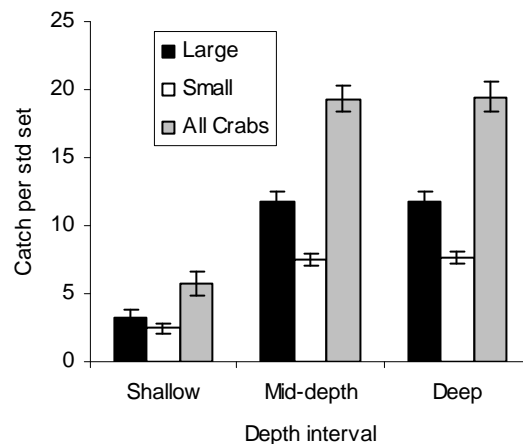 25
20
15
10
5
0
Catch per std set
Large
Small
All Crabs
Shallow Mid-depth Deep
Depth interval